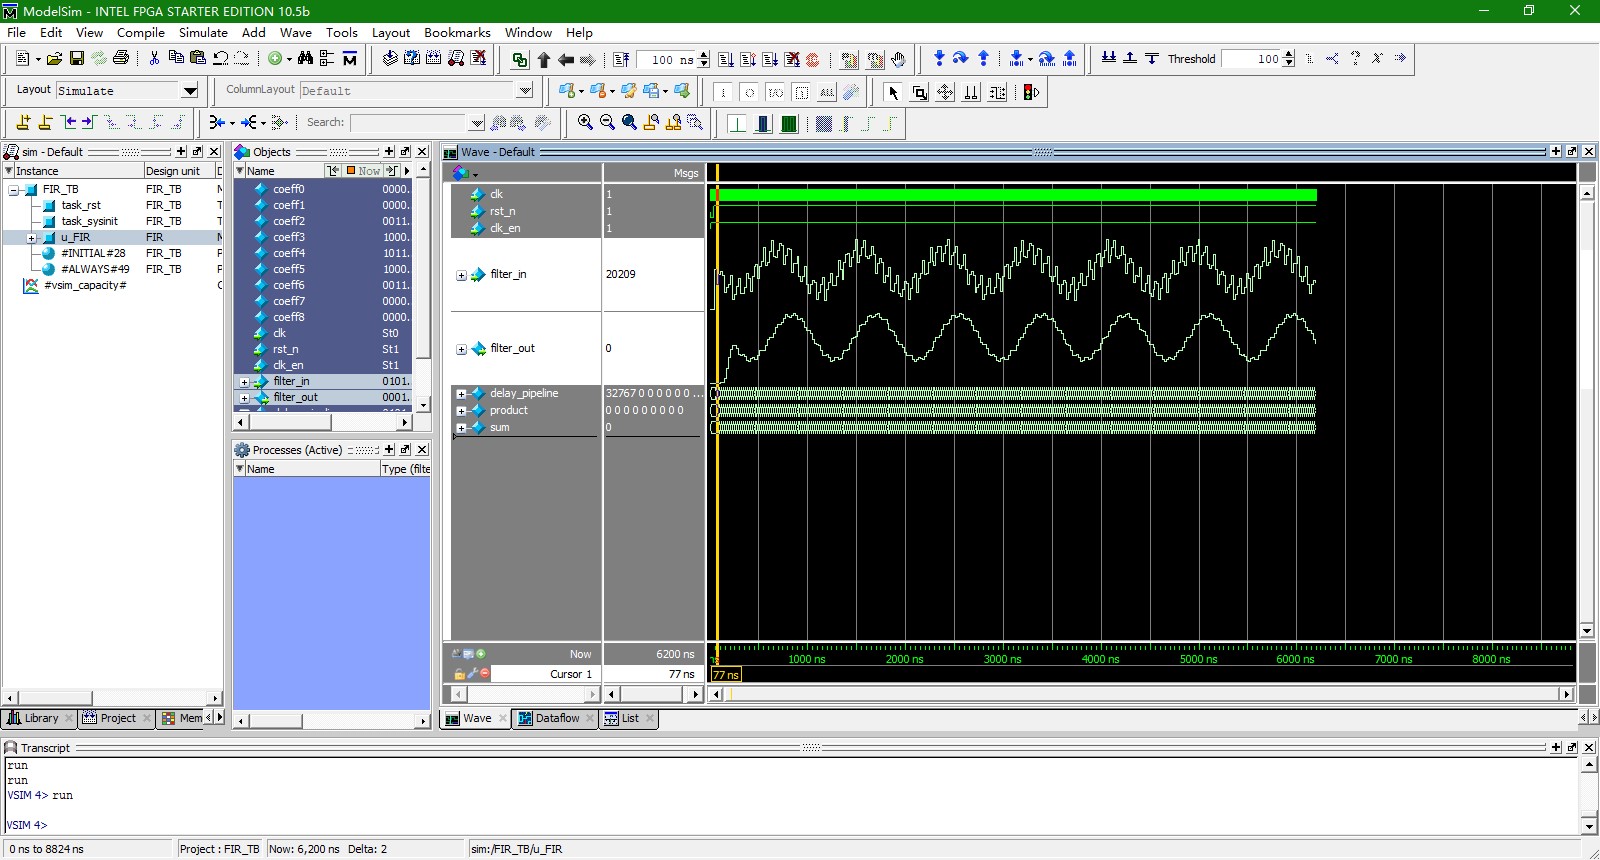 ModelSim - INTEL FPGA STARTER EDITION 10.5b
File Edit View Compile Simulate Add Wave Tools Layout Bookmarks Window Help
100 ns
Threshold 100
Layout Simulate
ColumnLayout Default
ALL
Search:
sim - Default
Instance Design unit
FIR_TB FIR_TB
task_rst FIR_TB
task_sysinit FIR_TB
u_FIR FIR
#INITIAL#28 FIR_TB
#ALWAYS#49 FIR_TB
#vsim_capacity#
Library Project Mem
Objects
Name Now
coeff0 0000.
coeff1 0000.
coeff2 0011.
coeff3 1000.
coeff4 1011.
coeff5 1000.
coeff6 0011.
coeff7 0000.
coeff8 0000.
clk St0
rst_n St1
clk_en St1
filter_in 0101.
filter_out 0001.
Processes (Active)
Name Type (filte
Wave - Default
Msgs
clk 1
rst_n 1
clk_en 1
filter_in 20209
filter_out 0
delay_pipeline 32767 0 0 0 0 0 0 ...
product 0 0 0 0 0 0 0 0 0
sum 0
Now 6200 ns
Cursor 1 77 ns
1000 ns 2000 ns 3000 ns 4000 ns 5000 ns 6000 ns 7000 ns 8000 ns
77 ns
Wave Dataflow List
Transcript
run
run
VSIM 4> run
VSIM 4>
0 ns to 8824 ns Project : FIR_TB Now: 6,200 ns Delta: 2 sim:/FIR_TB/u_FIR